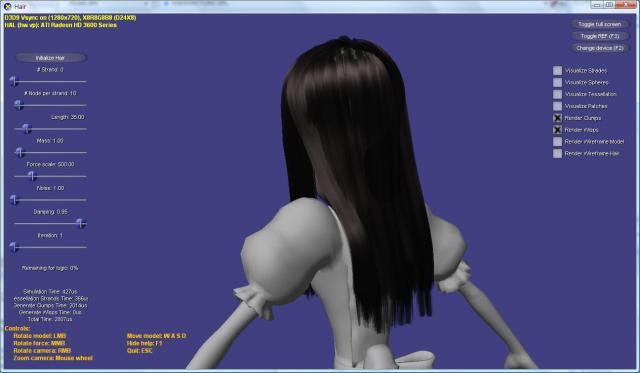 Hair
D3D9 Vsync on (1280x720), X8R8G8B8 (D24X8)
HAL (hw vp): ATI Radeon HD 3600 Series
Toggle full screen
Toggle REF (F3)
Change device (F2)
Initialize Hair
# Strand: 0
# Node per strand: 10
Length: 35.00
Mass: 1.00
Force scale: 500.00
Noise: 1.00
Damping: 0.95
Iteration: 1
Remaining for logic: 0%
Visualize Strades
Visualize Spheres
Visualize Tessellation
Visualize Patches
Render Clumps
Render Wisps
Render Wireframe Model
Render Wireframe Hair
Simulation Time: 427us
essellation Strands Time: 366us
Generate Clumps Time: 2014us
Generate Wisps Time: 0us
Total Time: 2807us
Controls:
Rotate model: LMB
Rotate force: MMB
Rotate camera: RMB
Zoom camera: Mouse wheel
Move model: W A S D
Hide help: F1
Quit: ESC